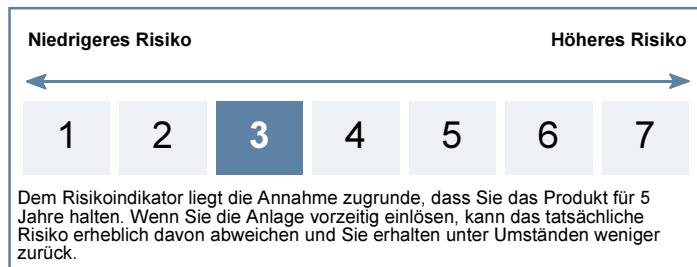 Niedrigeres Risiko Höheres Risiko
1 2 3 4 5 6 7
Dem Risikoindikator liegt die Annahme zugrunde, dass Sie das Produkt für 5
Jahre halten. Wenn Sie die Anlage vorzeitig einlösen, kann das tatsächliche
Risiko erheblich davon abweichen und Sie erhalten unter Umständen weniger
zurück.